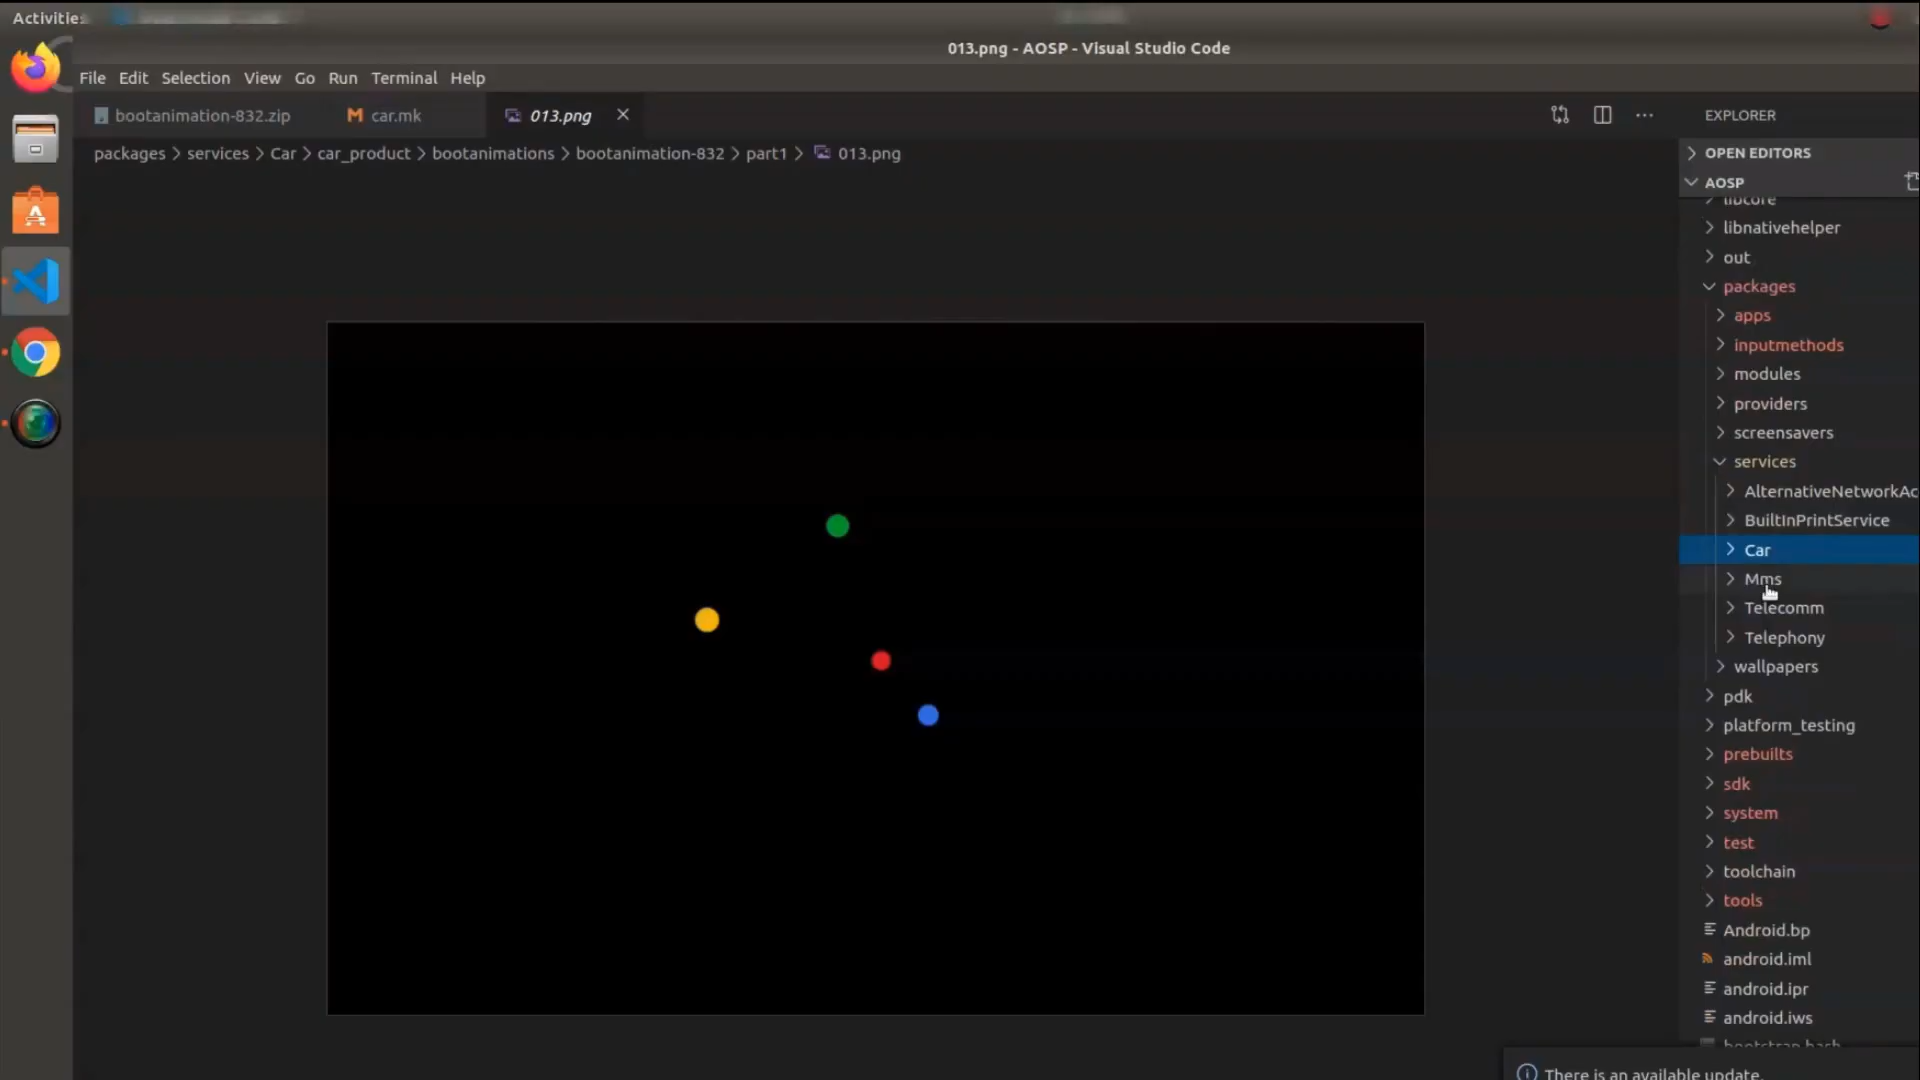 Activities
013.png - AOSP - Visual Studio Code
File Edit Selection View Go Run Terminal Help
bootanimation-832.zip car.mk 013.png
packages > services > Car > car_product > bootanimations > bootanimation-832 > part1 > 013.png
EXPLORER
OPEN EDITORS
AOSP
libcore
libnativehelper
out
packages
apps
inputmethods
modules
providers
screensavers
services
AlternativeNetworkAc
BuiltInPrintService
Car
Mms
Telecomm
Telephony
wallpapers
pdk
platform_testing
prebuilts
sdk
system
test
toolchain
tools
Android.bp
android.iml
android.ipr
android.iws
bootstrap.bash
There is an available update.